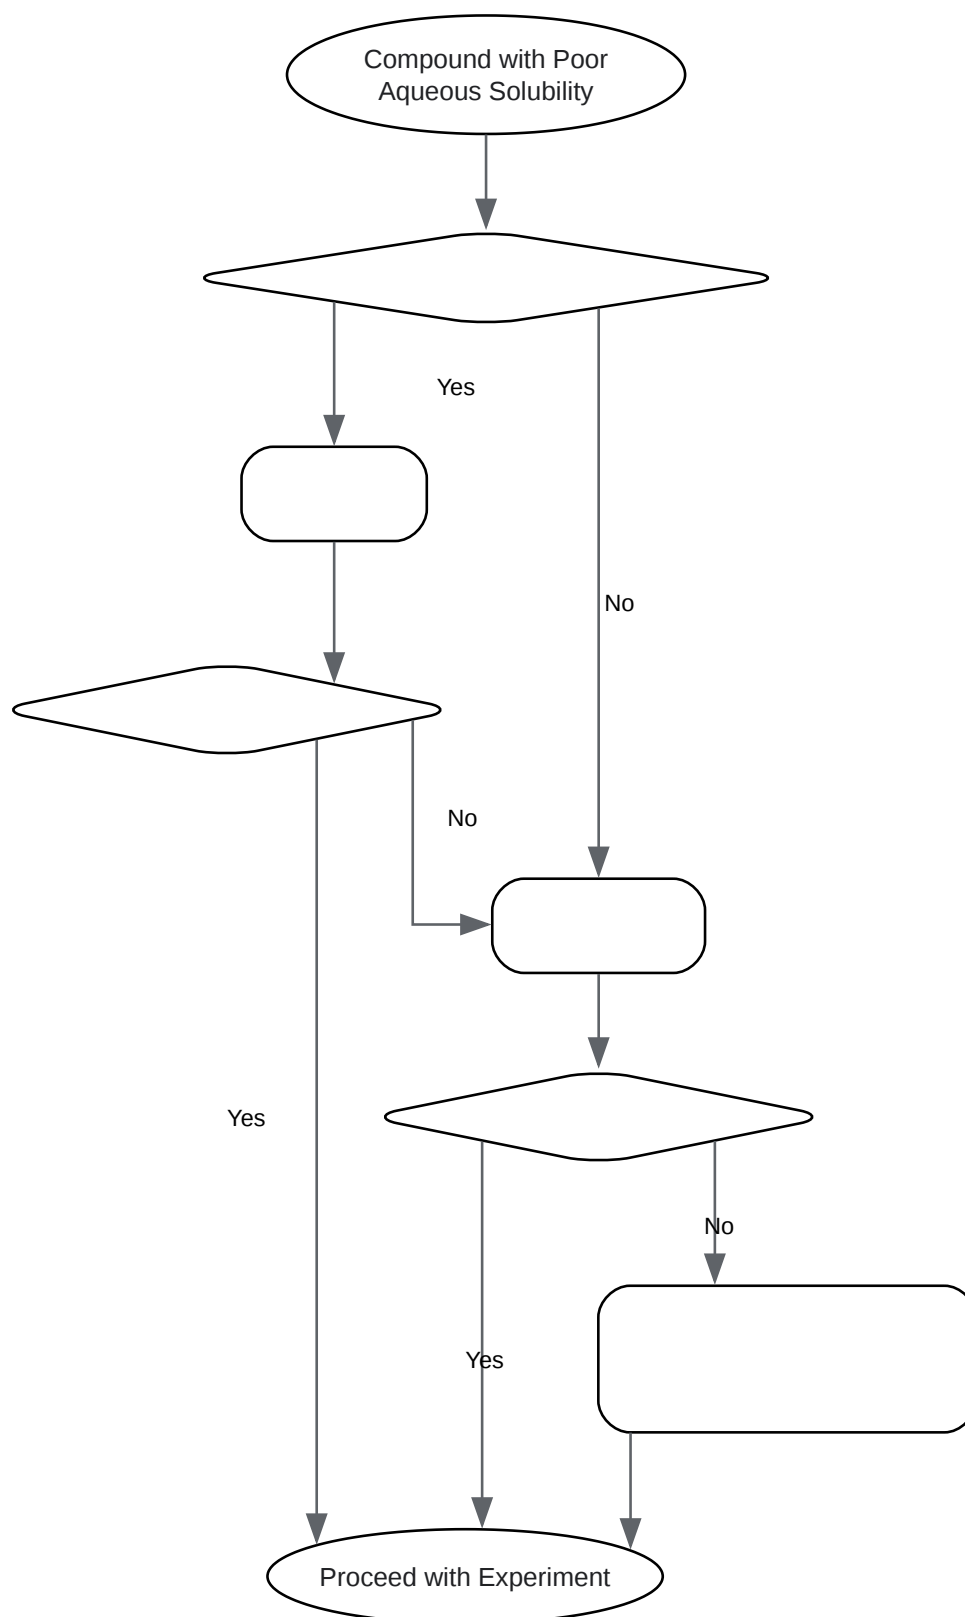 Compound with Poor
Aqueous Solubility
Yes
No
No
Yes
No
Yes
Proceed with Experiment